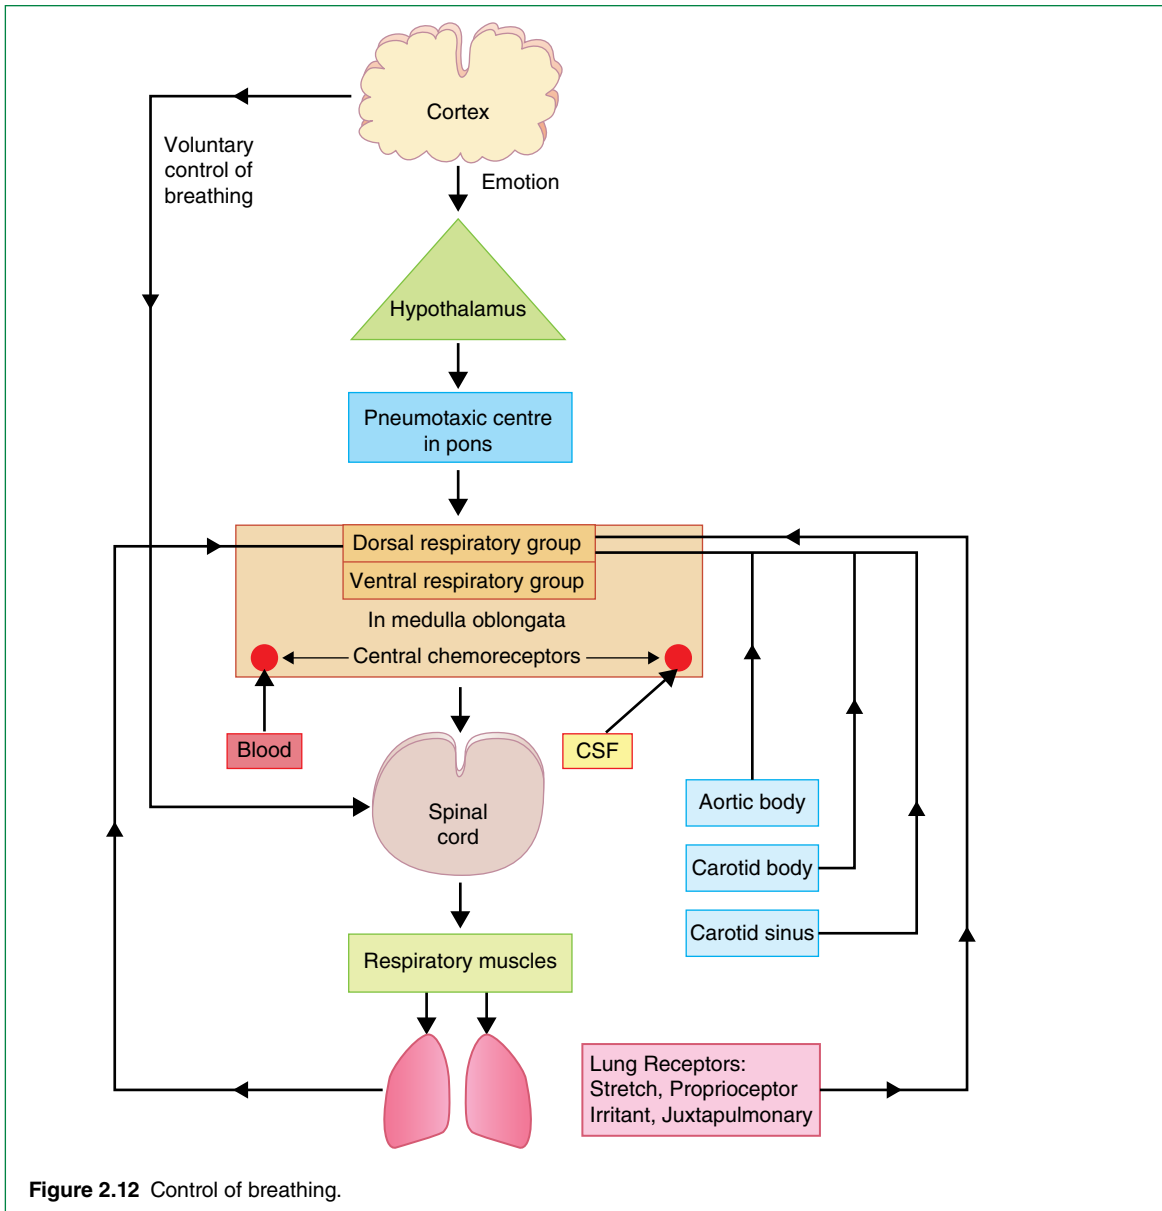 Cortex
Voluntary
control of
breathing
Emotion
Hypothalamus
Pneumotaxic centre
in pons
Dorsal respiratory group
Ventral respiratory group
In medulla oblongata
Central chemoreceptors
Blood
CSF
Spinal
cord
Aortic body
Carotid body
Carotid sinus
Respiratory muscles
Lung Receptors:
Stretch, Proprioceptor
Irritant, Juxtapulmonary
Figure 2.12 Control of breathing.